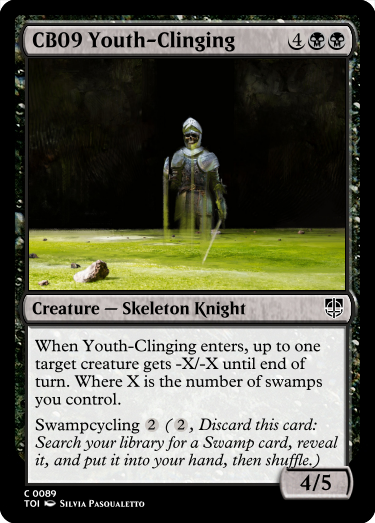 CB09 Youth-Clinging 4
Creature — Skeleton Knight
When Youth-Clinging enters, up to one
target creature gets -X/-X until end of
turn. Where X is the number of swamps
you control.
Swampcycling 2 ( 2 , Discard this card:
Search your library for a Swamp card, reveal
it, and put it into your hand, then shuffle.)
4/5
C 0089
TOI Silvia Pasqualetto